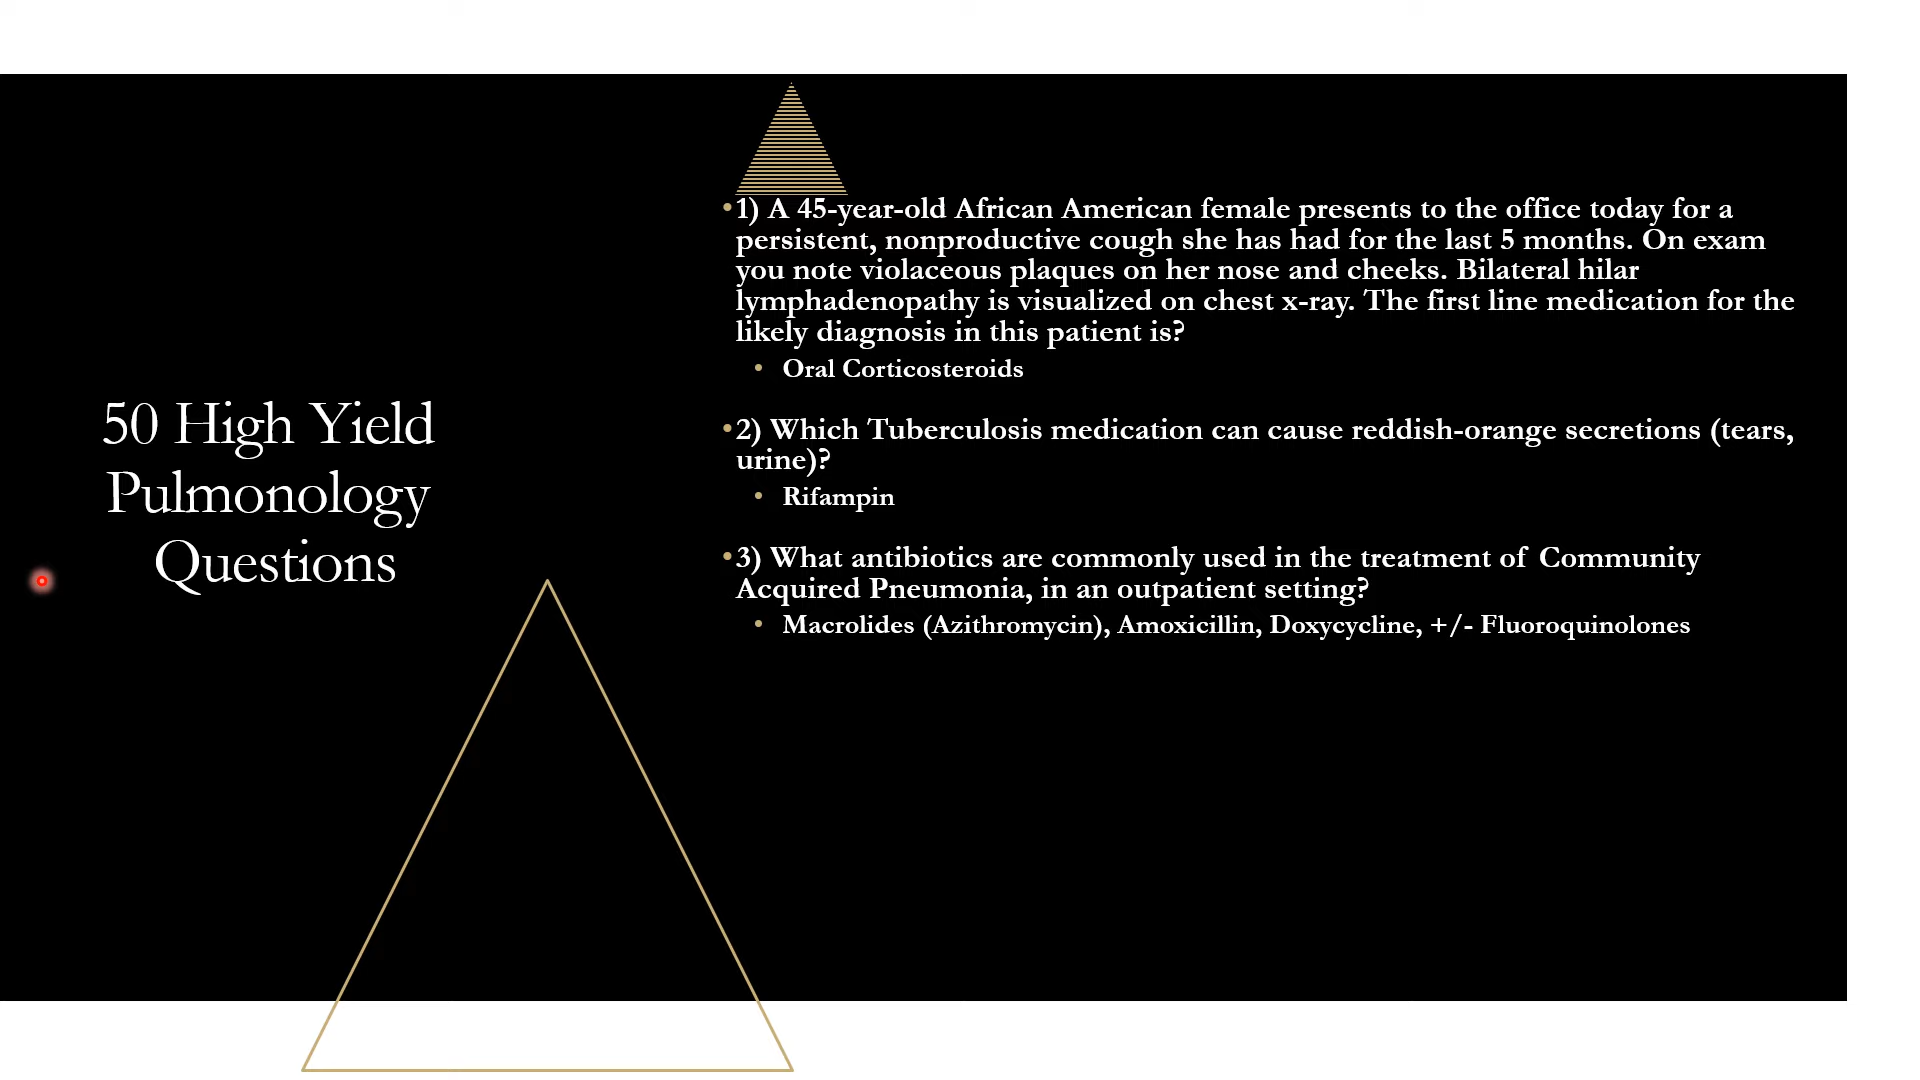 50 High Yield
Pulmonology
Questions
•1) A 45-year-old African American female presents to the office today for a
persistent, nonproductive cough she has had for the last 5 months. On exam
you note violaceous plaques on her nose and cheeks. Bilateral hilar
lymphadenopathy is visualized on chest x-ray. The first line medication for the
likely diagnosis in this patient is?
• Oral Corticosteroids
•2) Which Tuberculosis medication can cause reddish-orange secretions (tears,
urine)?
• Rifampin
•3) What antibiotics are commonly used in the treatment of Community
Acquired Pneumonia, in an outpatient setting?
• Macrolides (Azithromycin), Amoxicillin, Doxycycline, +/- Fluoroquinolones